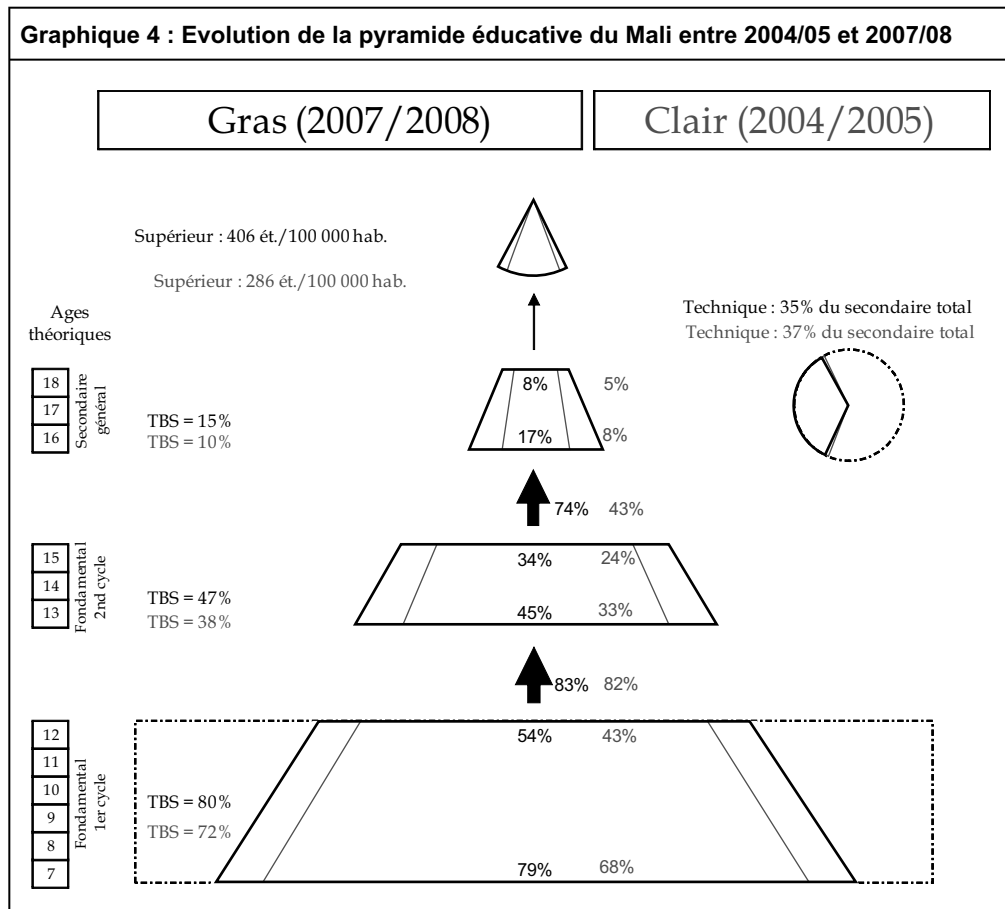 Graphique 4 : Evolution de la pyramide éducative du Mali entre 2004/05 et 2007/08
Gras (2007/2008)
Clair (2004/2005)
Supérieur : 406 ét./100 000 hab.
Supérieur : 286 ét./100 000 hab.
Technique : 35% du secondaire total
Technique : 37% du secondaire total
Ages
théoriques
18
17
16
Secondaire
général
TBS = 15%
TBS = 10%
8%
5%
17%
8%
74%
43%
15
14
13
Fondamental
2nd cycle
TBS = 47%
TBS = 38%
34%
24%
45%
33%
83%
82%
12
11
10
9
8
7
Fondamental
1er cycle
TBS = 80%
TBS = 72%
54%
43%
79%
68%